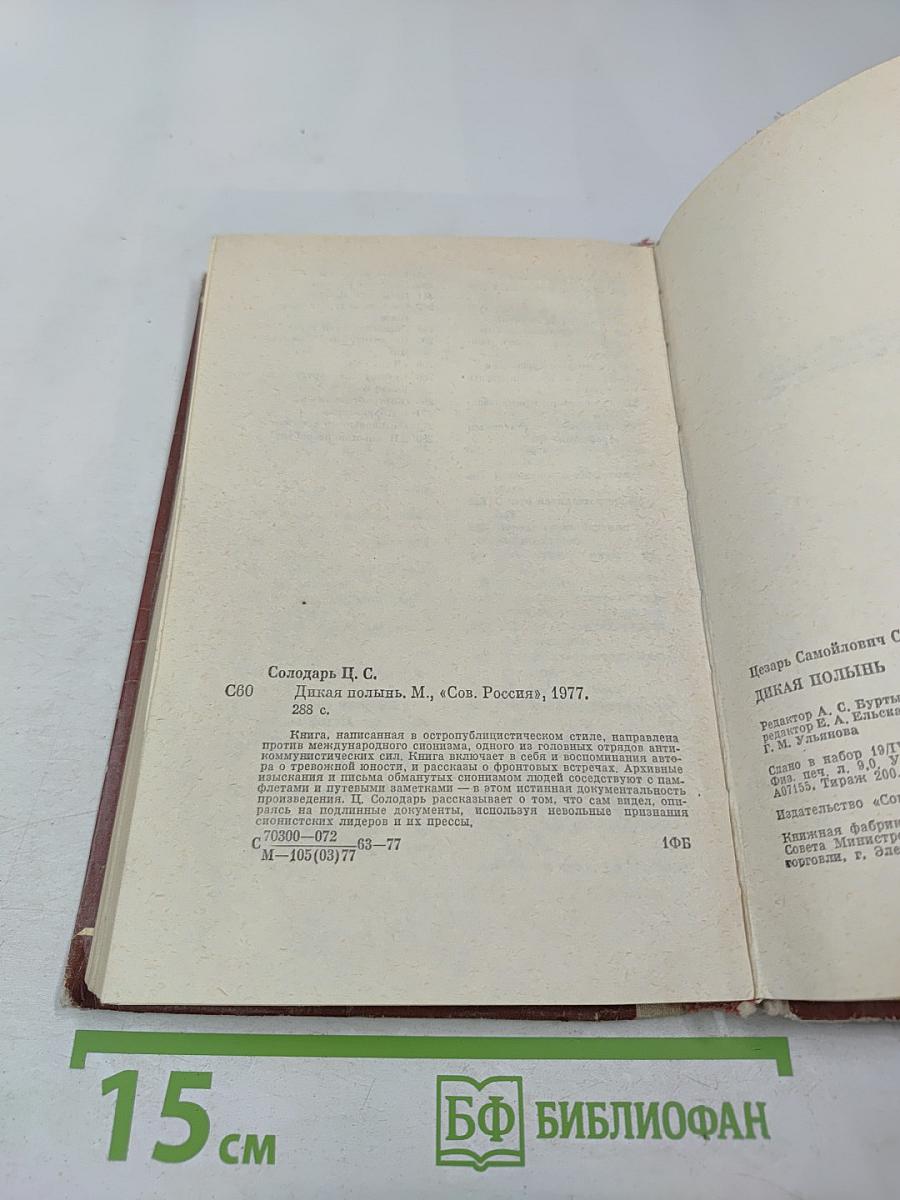 Солодарь Ц. С.
С60 Дикая полынь. М., «Сов. Россия», 1977.
288 с.
Книга, написанная в остропублицистическом стиле, направлена
против международного сионизма, одного из головных отрядов анти-
коммунистических сил. Книга включает в себя и воспоминания авто-
ра о тревожной юности, и рассказы о фронтовых встречах. Архивные
изыскания и письма обманутых сионизмом людей соседствуют с пам-
флетами и путевыми заметками — в этом истинная документальность
произведения. Ц. Солодарь рассказывает о том, что сам видел, опи-
раясь на подлинные документы, используя невольные признания
сионистских лидеров и их прессы.
С 70300—072
М—105(03)77
63—77
1ФБ
Цезарь Самойлович С
ДИКАЯ ПОЛЫНЬ
Редактор А. С. Бурты
редактор Е. А. Ельска
Г. М. Ульянова
Сдано в набор 19/IV
Физ. печ. л. 9,0. У
А07155. Тираж 200.
Издательство «Сов
Книжная фабрик
Совета Министро
торговли, г. Эле
15 см
БФ БИБЛИОФАН